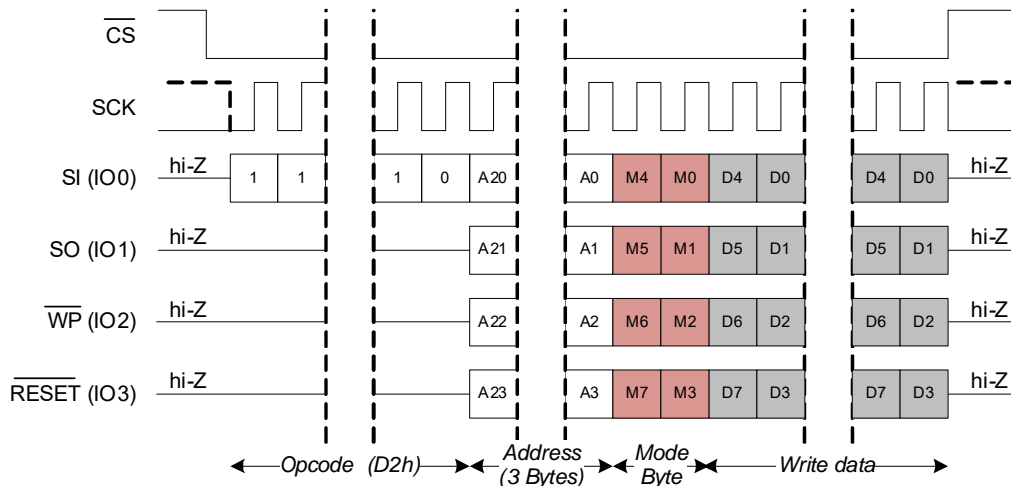 CS
SCK
SI (IO0) hi-Z 1 1 1 0 A20 A0 M4 M0 D4 D0 D4 D0 hi-Z
SO (IO1) hi-Z A21 A1 M5 M1 D5 D1 D5 D1 hi-Z
WP (IO2) hi-Z A22 A2 M6 M2 D6 D2 D6 D2 hi-Z
RESET (IO3) hi-Z A23 A3 M7 M3 D7 D3 D7 D3 hi-Z
Opcode (D2h) Address (3 Bytes) Mode Byte Write data